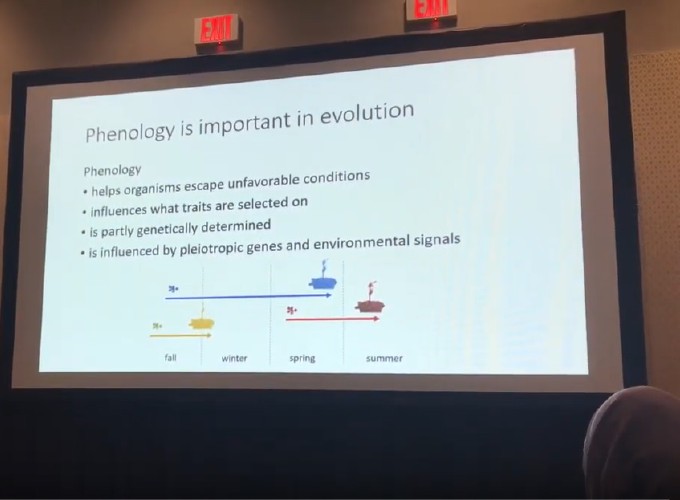 EXIT
EXIT
Phenology is important in evolution
Phenology
• helps organisms escape unfavorable conditions
• influences what traits are selected on
• is partly genetically determined
• is influenced by pleiotropic genes and environmental signals
fall winter spring summer